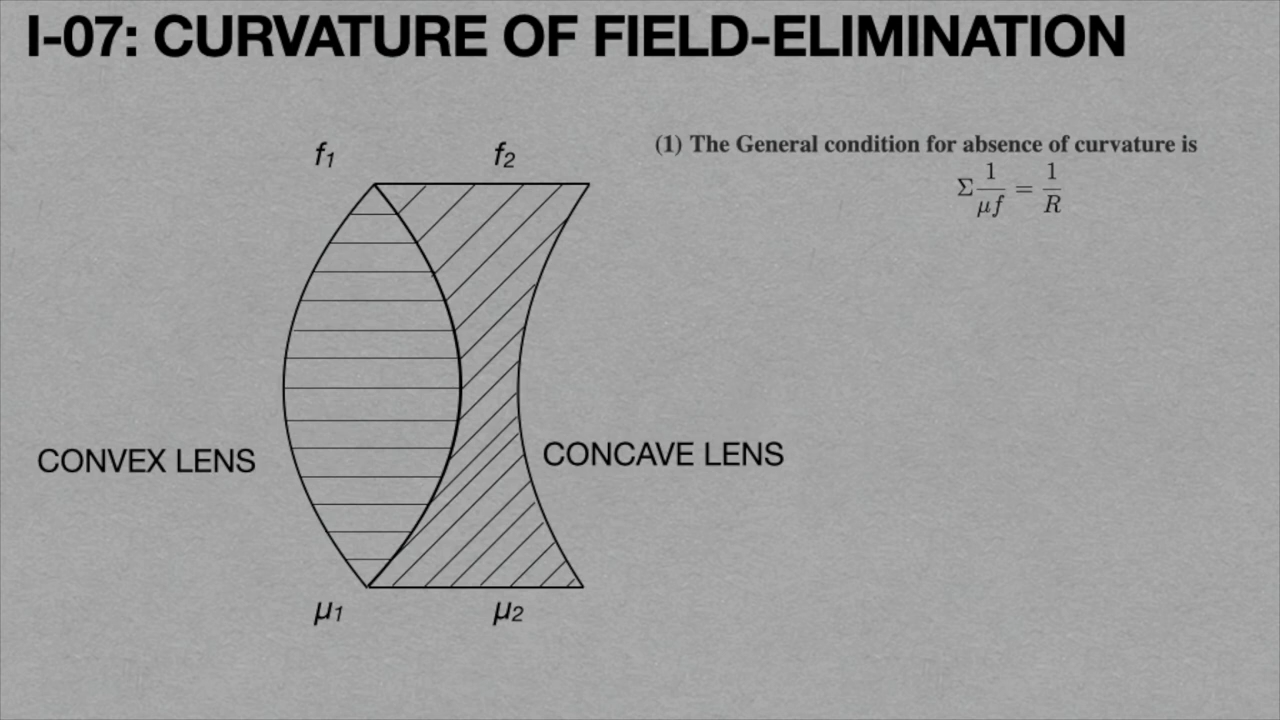 I-07: CURVATURE OF FIELD-ELIMINATION
f₁ f₂
(1) The General condition for absence of curvature is
Σ 1/μf = 1/R
CONVEX LENS
CONCAVE LENS
μ₁ μ₂